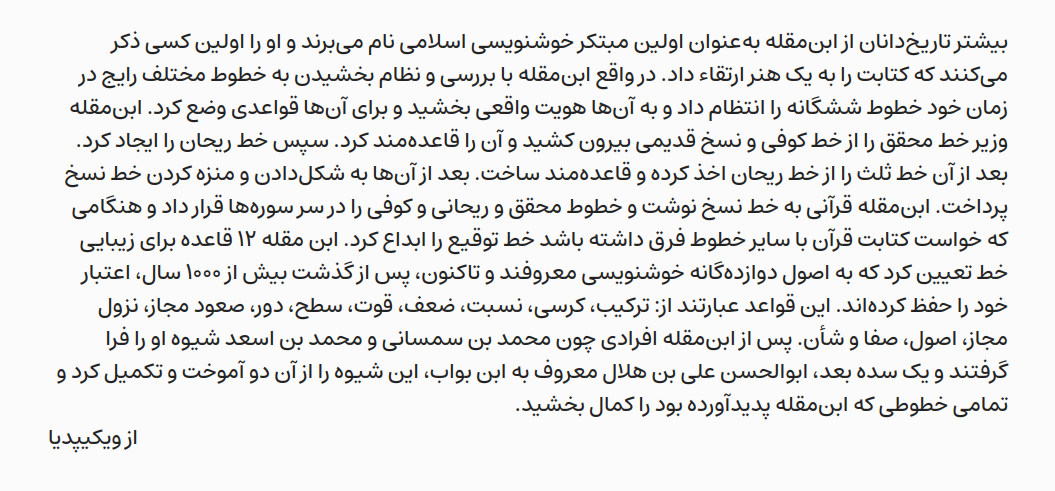 بیشتر تاریخ‌دانان از ابن‌مقله به‌عنوان اولین مبتکر خوشنویسی اسلامی نام می‌برند و او را اولین کسی ذکر
می‌کنند که کتابت را به یک هنر ارتقاء داد. در واقع ابن‌مقله با بررسی و نظام بخشیدن به خطوط مختلف رایج در
زمان خود خطوط ششگانه را انتظام داد و به آن‌ها هویت واقعی بخشید و برای آن‌ها قواعدی وضع کرد. ابن‌مقله
وزیر خط محقق را از خط کوفی و نسخ قدیمی بیرون کشید و آن را قاعده‌مند کرد. سپس خط ریحان را ایجاد کرد.
بعد از آن خط ثلث را از خط ریحان اخذ کرده و قاعده‌مند ساخت. بعد از آن‌ها به شکل‌دادن و منزه کردن خط نسخ
پرداخت. ابن‌مقله قرآنی به خط نسخ نوشت و خطوط محقق و ریحانی و کوفی را در سر سوره‌ها قرار داد و هنگامی
که خواست کتابت قرآن با سایر خطوط فرق داشته باشد خط توقیع را ابداع کرد. ابن مقله ۱۲ قاعده برای زیبایی
خط تعیین کرد که به اصول دوازده‌گانه خوشنویسی معروفند و تاکنون، پس از گذشت بیش از ۱۰۰۰ سال، اعتبار
خود را حفظ کرده‌اند. این قواعد عبارتند از: ترکیب، کرسی، نسبت، ضعف، قوت، سطح، دور، صعود مجاز، نزول
مجاز، اصول، صفا و شأن. پس از ابن‌مقله افرادی چون محمد بن سمسانی و محمد بن اسعد شیوه او را فرا
گرفتند و یک سده بعد، ابوالحسن علی بن هلال معروف به ابن بواب، این شیوه را از آن دو آموخت و تکمیل کرد و
تمامی خطوطی که ابن‌مقله پدیدآورده بود را کمال بخشید.
از ویکیپدیا